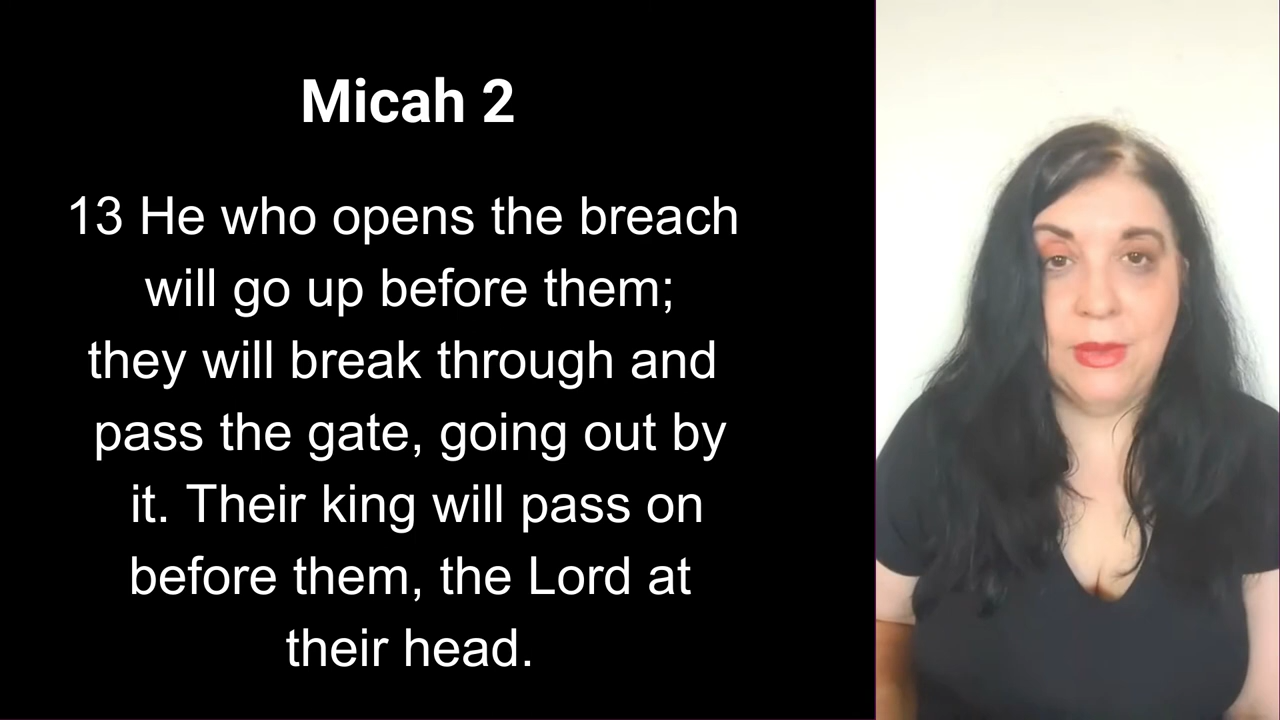 Micah 2
13 He who opens the breach
will go up before them;
they will break through and
pass the gate, going out by
it. Their king will pass on
before them, the Lord at
their head.